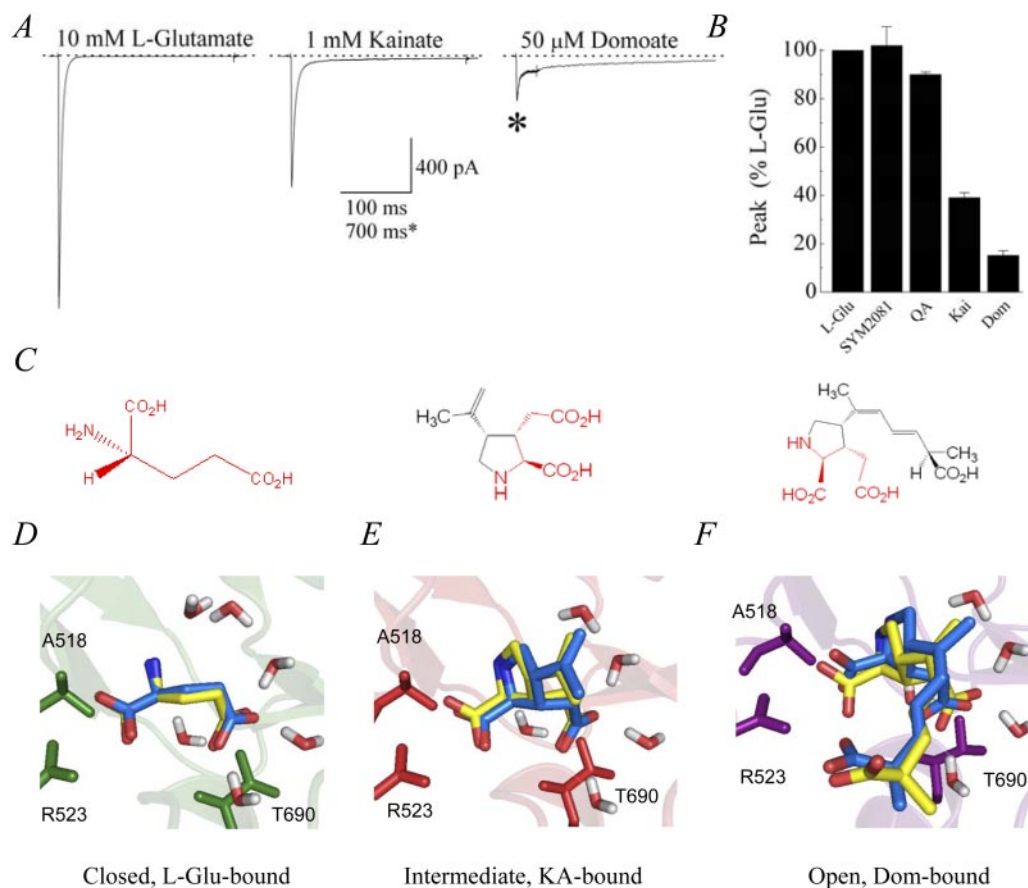 A
10 mM L-Glutamate
1 mM Kainate
50 µM Domoate
*
400 pA
100 ms
700 ms*
B
Peak (% L-Glu)
100
80
60
40
20
0
L-Glu
SYM2081
QA
Kai
Dom
C
CO₂H
H₂N
H
CO₂H
H₃C
CO₂H
CO₂H
N
H
CH₃
HN
CH₃
H
CO₂H
HO₂C
CO₂H
D
A518
R523
T690
Closed, L-Glu-bound
E
A518
R523
T690
Intermediate, KA-bound
F
A518
R523
T690
Open, Dom-bound